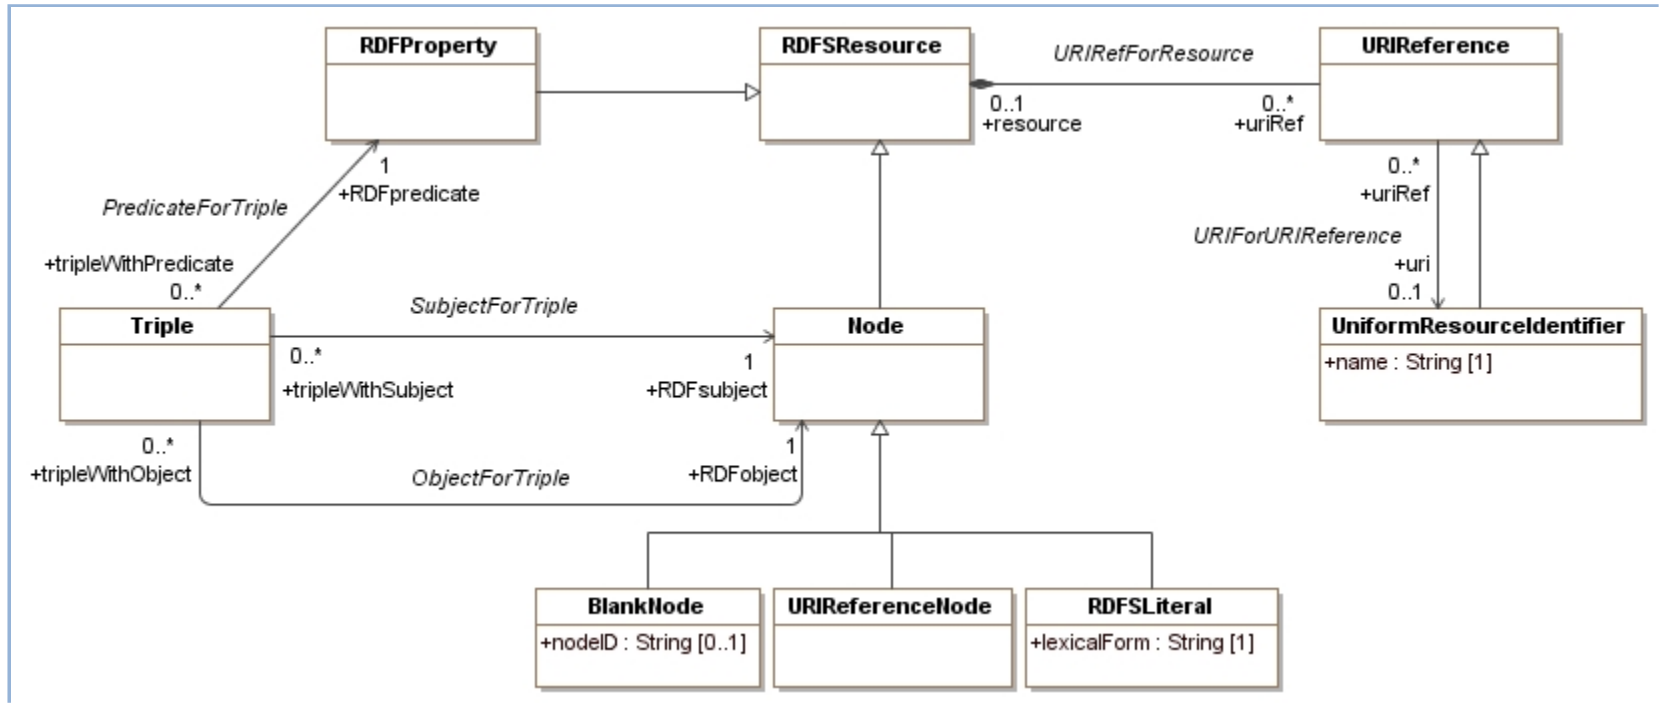 RDFProperty
RDFSResource
URIRefForResource
URIReference
0..1
+resource
0..*
+uriRef
1
+RDFpredicate
PredicateForTriple
+tripleWithPredicate
0..*
0..*
+uriRef
URIForURIReference
+uri
0..1
Triple
SubjectForTriple
0..*
+tripleWithSubject
1
+RDFsubject
Node
UniformResourceIdentifier
+name : String [1]
0..*
+tripleWithObject
ObjectForTriple
1
+RDFobject
BlankNode
+nodeID : String [0..1]
URIReferenceNode
RDFSLiteral
+lexicalForm : String [1]